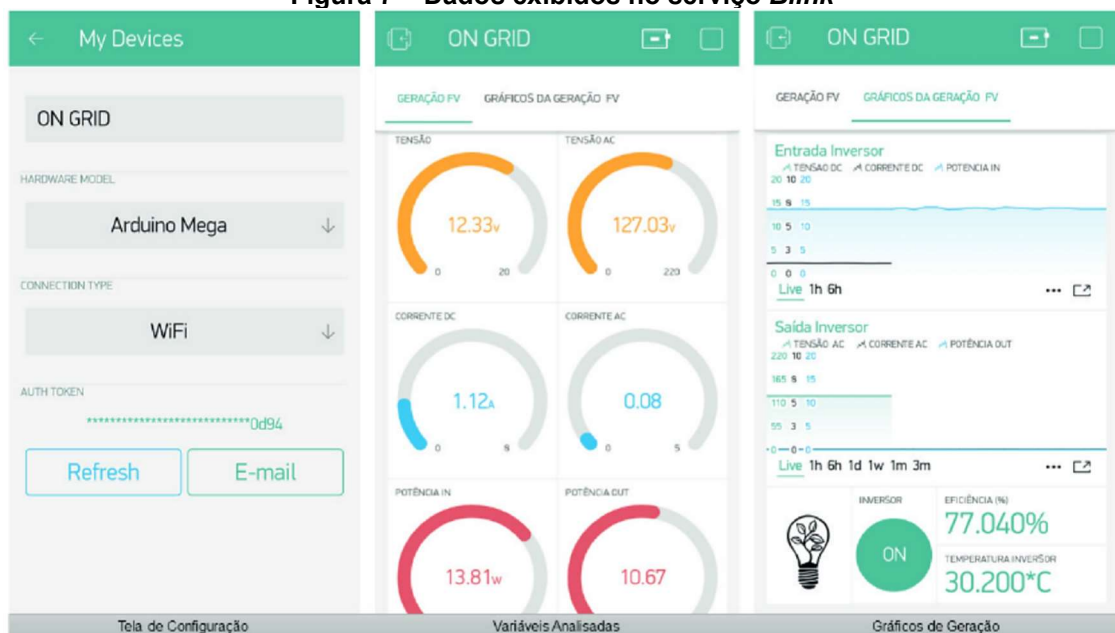 Figura 7 – Dados exibidos no serviço Blink
My Devices
ON GRID
HARDWARE MODEL
Arduino Mega
CONNECTION TYPE
WiFi
AUTH TOKEN
****************************0d94
Refresh
E-mail
Tela de Configuração
ON GRID
GERAÇÃO FV GRÁFICOS DA GERAÇÃO FV
TENSÃO TENSÃO AC
12.33v 127.03v
0 20 0 220
CORRENTE DC CORRENTE AC
1.12A 0.08
0 8 0 5
POTÊNCIA IN POTÊNCIA OUT
13.81w 10.67
Variáveis Analisadas
ON GRID
GERAÇÃO FV GRÁFICOS DA GERAÇÃO FV
Entrada Inversor
TENSAO DC CORRENTE DC POTENCIA IN
20 10 20
15 8 15
10 5 10
5 3 5
0 0 0
Live 1h 6h
Saída Inversor
TENSÃO AC CORRENTE AC POTÊNCIA OUT
220 10 20
165 8 15
110 5 10
55 3 5
0 0 0
Live 1h 6h 1d 1w 1m 3m
INVERSOR
ON
EFICIÊNCIA (%)
77.040%
TEMPERATURA INVERSOR
30.200*C
Gráficos de Geração